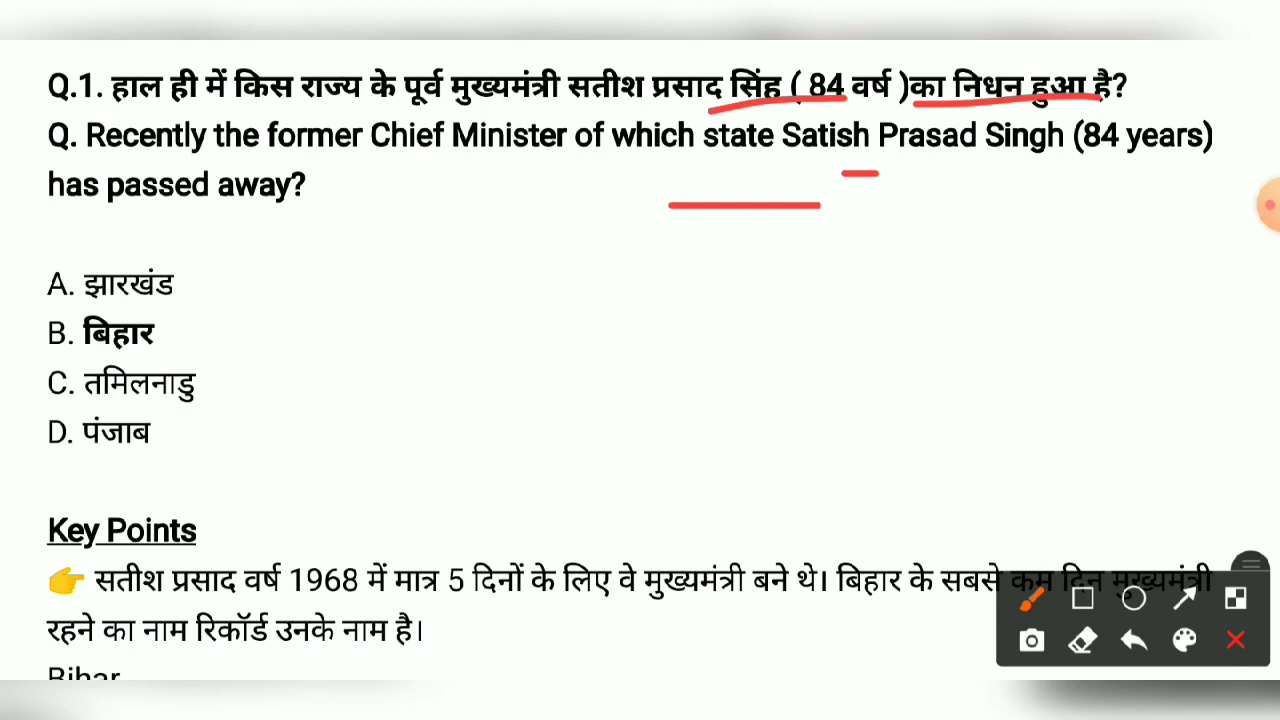 Q.1. हाल ही में किस राज्य के पूर्व मुख्यमंत्री सतीश प्रसाद सिंह ( 84 वर्ष )का निधन हुआ है?
Q. Recently the former Chief Minister of which state Satish Prasad Singh (84 years)
has passed away?
A. झारखंड
B. बिहार
C. तमिलनाडु
D. पंजाब
Key Points
👉 सतीश प्रसाद वर्ष 1968 में मात्र 5 दिनों के लिए वे मुख्यमंत्री बने थे। बिहार के सबसे कम दिन मुख्यमंत्री
रहने का नाम रिकॉर्ड उनके नाम है।
Bihar